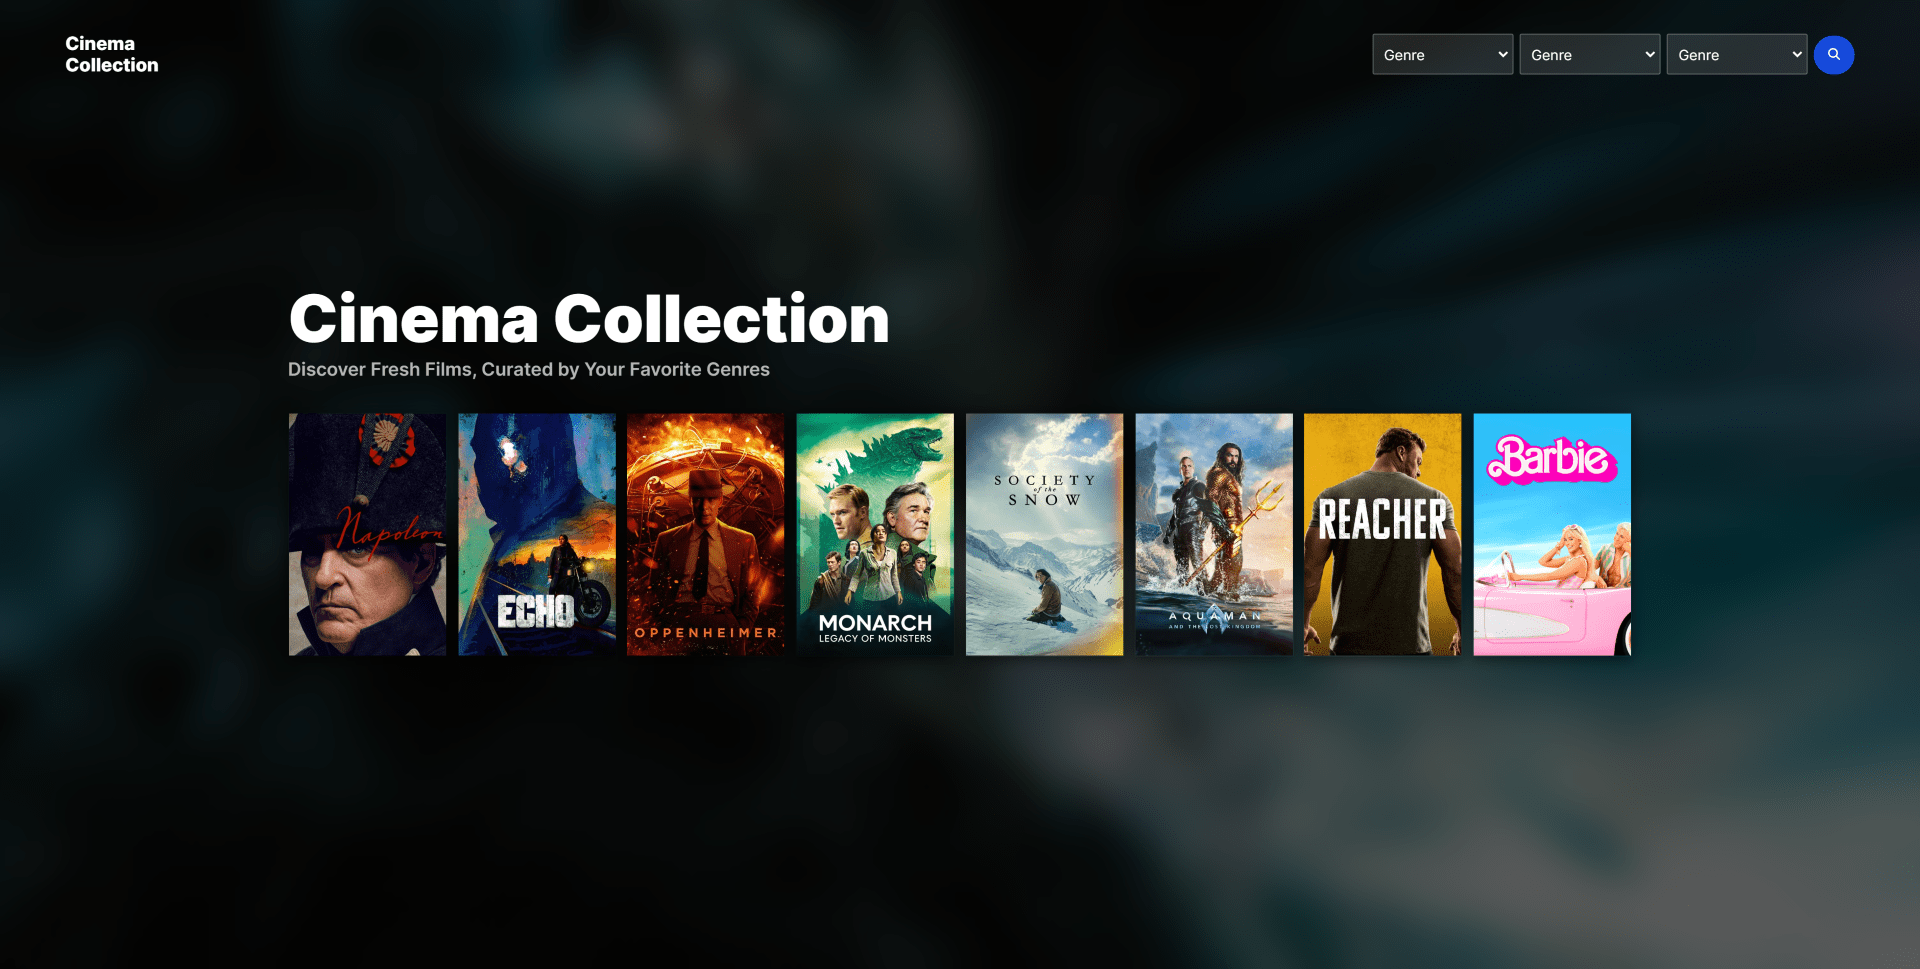 Cinema
Collection
Genre
Genre
Genre
Cinema Collection
Discover Fresh Films, Curated by Your Favorite Genres
Napoleon
ECHO
OPPENHEIMER
MONARCH
LEGACY OF MONSTERS
SOCIETY
of the
SNOW
AQUAMAN
AND THE LOST KINGDOM
REACHER
Barbie